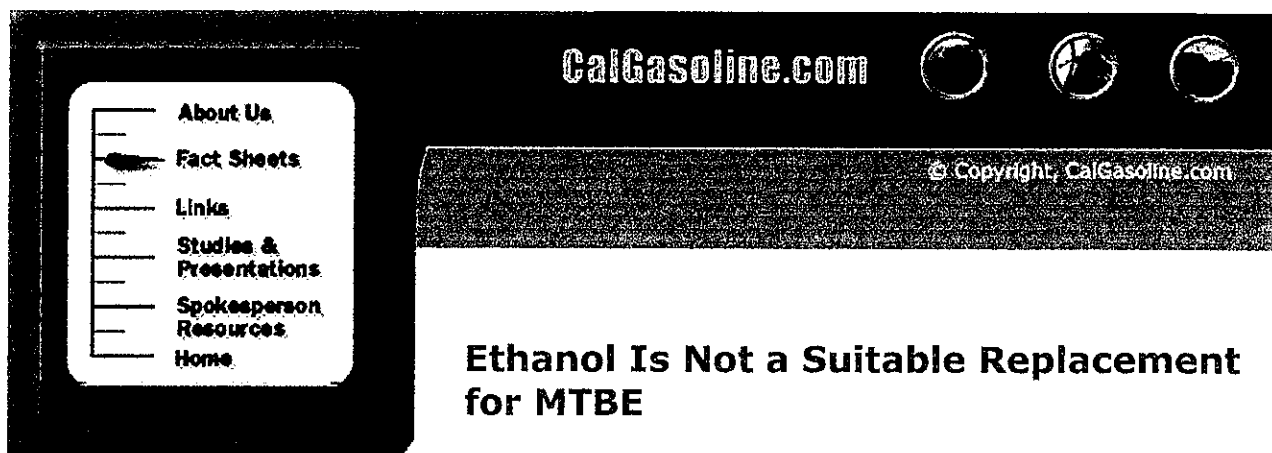 CalGasoline.com
About Us
Fact Sheets
Links
Studies &
Presentations
Spokesperson
Resources
Home
© Copyright, CalGasoline.com
Ethanol Is Not a Suitable Replacement
for MTBE